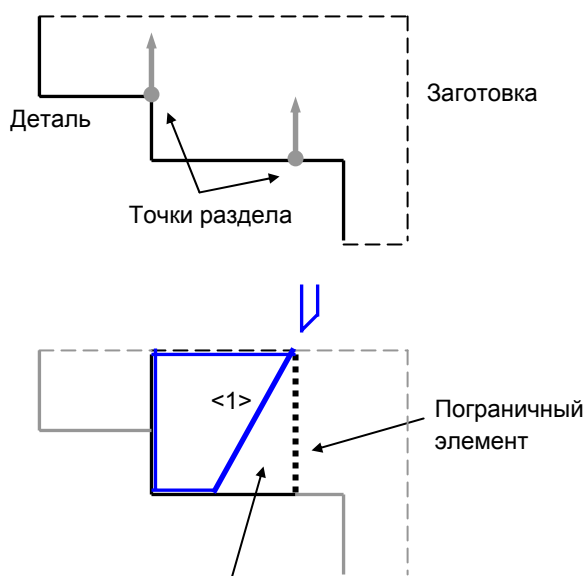 Заготовка
Деталь
Точки раздела
<1>
Пограничный
элемент